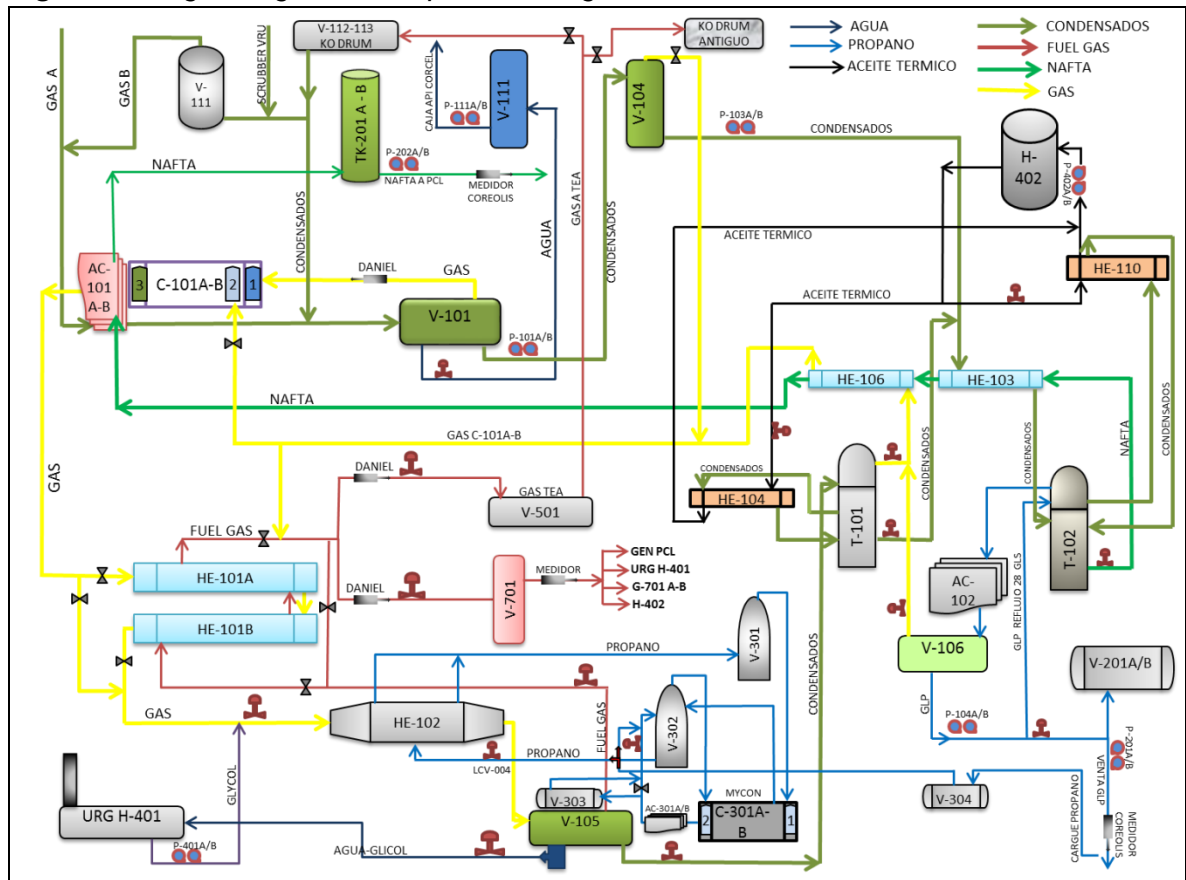 AGUA
PROPANO
ACEITE TERMICO
CONDENSADOS
FUEL GAS
NAFTA
GAS
GAS A
GAS B
V-
111
SCRUBBER VRU
V-112-113
KO DRUM
TK-201 A - B
CAJA API CORCEL
P-111A/B
V-111
KO DRUM
ANTIGUO
V-104
P-103A/B
CONDENSADOS
H-
402
P-402A/B
NAFTA
P-202A/B
NAFTA A PCL
MEDIDOR
COREOLIS
GAS A TEA
CONDENSADOS
AGUA
CONDENSADOS
ACEITE TERMICO
HE-110
AC-
101
A-B
3
C-101A-B
2
1
DANIEL
GAS
V-101
P-101A/B
ACEITE TERMICO
HE-106
HE-103
NAFTA
GAS C-101A-B
GAS
CONDENSADOS
HE-104
T-101
CONDENSADOS
CONDENSADOS
NAFTA
T-102
DANIEL
GAS TEA
V-501
FUEL GAS
HE-101A
HE-101B
DANIEL
V-701
MEDIDOR
GEN PCL
URG H-401
G-701 A-B
H-402
AC-
102
GLP REFLUJO 28 GLS
V-106
V-201A/B
GLP
P-104A/B
P-201A/B
VENTA GLP
MEDIDOR
COREOLIS
CARGUE PROPANO
V-304
PROPANO
V-301
V-302
CONDENSADOS
GAS
HE-102
PROPANO
LCV-004
FUEL GAS
V-303
V-105
AC-301A/B
MYCON
2
C-301A-
B
1
GLYCOL
URG H-401
P-401A/B
AGUA-GLICOL